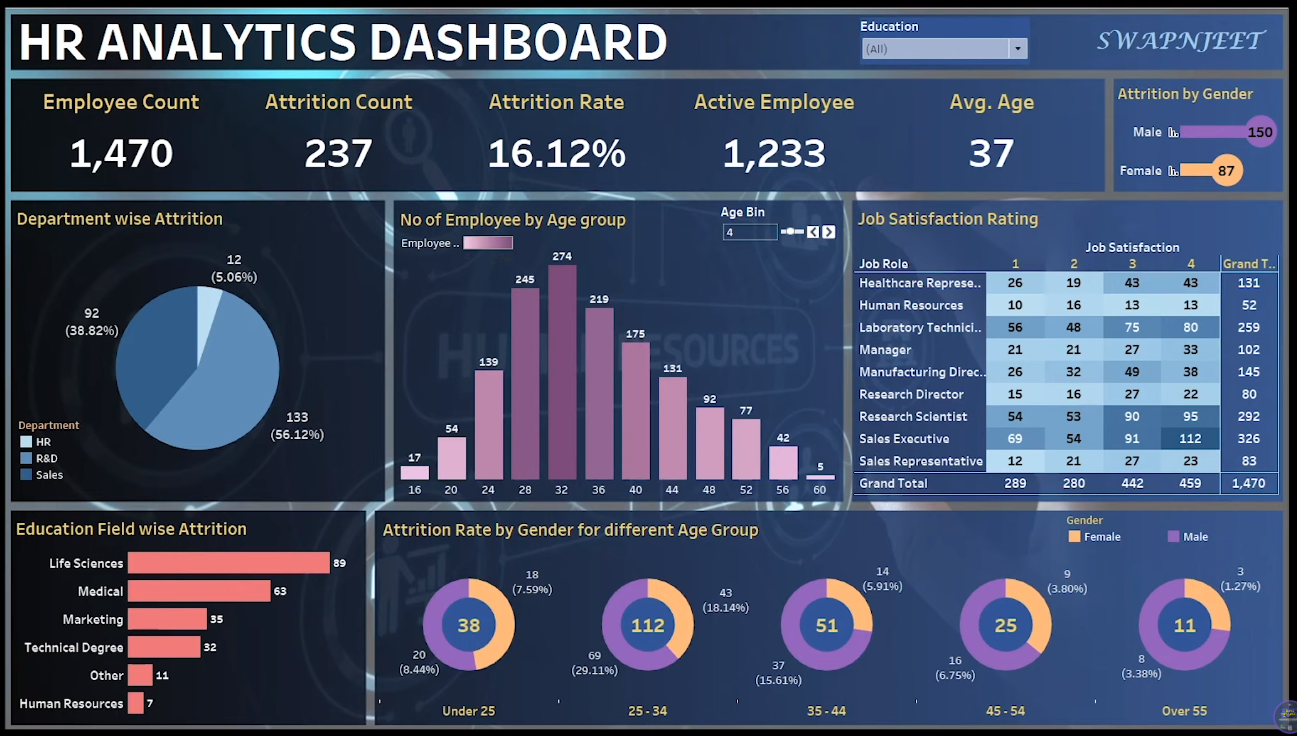 HR ANALYTICS DASHBOARD
Education
(All)
SWAPNJEET
Employee Count
Attrition Count
Attrition Rate
Active Employee
Avg. Age
1,470
237
16.12%
1,233
37
Attrition by Gender
Male 150
Female 87
Department wise Attrition
12
(5.06%)
92
(38.82%)
133
(56.12%)
Department
HR
R&D
Sales
No of Employee by Age group
Employee ..
Age Bin
4
17 54 139 245 274 219 175 131 92 77 42 5
16 20 24 28 32 36 40 44 48 52 56 60
HUMAN RESOURCES
Job Satisfaction Rating
Job Satisfaction
Job Role 1 2 3 4 Grand T..
Healthcare Represe.. 26 19 43 43 131
Human Resources 10 16 13 13 52
Laboratory Technici.. 56 48 75 80 259
Manager 21 21 27 33 102
Manufacturing Direc.. 26 32 49 38 145
Research Director 15 16 27 22 80
Research Scientist 54 53 90 95 292
Sales Executive 69 54 91 112 326
Sales Representative 12 21 27 23 83
Grand Total 289 280 442 459 1,470
Education Field wise Attrition
Life Sciences 89
Medical 63
Marketing 35
Technical Degree 32
Other 11
Human Resources 7
Attrition Rate by Gender for different Age Group
Gender
Female Male
18
(7.59%)
38
20
(8.44%)
Under 25
43
(18.14%)
112
69
(29.11%)
25 - 34
14
(5.91%)
51
37
(15.61%)
35 - 44
9
(3.80%)
25
16
(6.75%)
45 - 54
3
(1.27%)
11
8
(3.38%)
Over 55